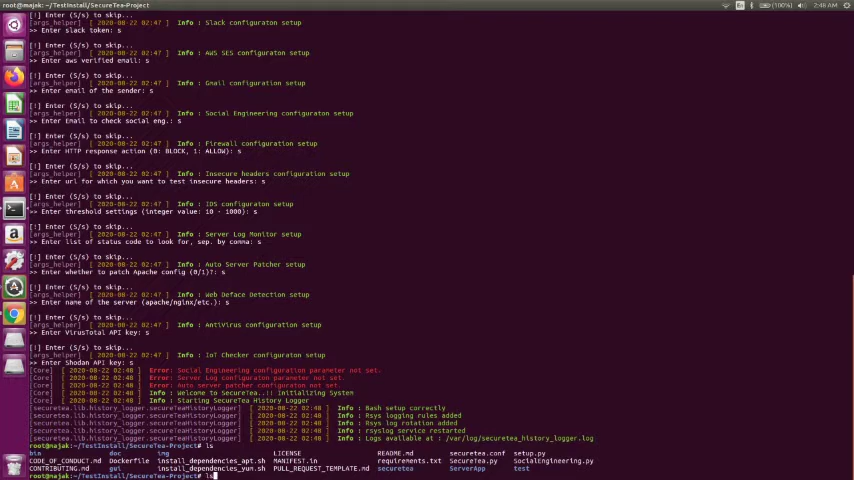 root@majak: ~/TestInstall/SecureTea-Project
En (100%) 2:48 AM
[!] Enter (S/s) to skip...
[args_helper] [ 2020-08-22 02:47 ] Info : Slack configuraton setup
>> Enter slack token: s
[!] Enter (S/s) to skip...
[args_helper] [ 2020-08-22 02:47 ] Info : AWS SES configuraton setup
>> Enter aws verified email: s
[!] Enter (S/s) to skip...
[args_helper] [ 2020-08-22 02:47 ] Info : Gmail configuration setup
>> Enter email of the sender: s
[!] Enter (S/s) to skip...
[args_helper] [ 2020-08-22 02:47 ] Info : Social Engineering configuraton setup
>> Enter Email to check social eng.: s
[!] Enter (S/s) to skip...
[args_helper] [ 2020-08-22 02:47 ] Info : Firewall configuration setup
>> Enter HTTP response action (0: BLOCK, 1: ALLOW): s
[!] Enter (S/s) to skip...
[args_helper] [ 2020-08-22 02:47 ] Info : Insecure headers configuration setup
>> Enter url for which you want to test insecure headers: s
[!] Enter (S/s) to skip...
[args_helper] [ 2020-08-22 02:47 ] Info : IDS configuraton setup
>> Enter threshold settings (integer value: 10 - 1000): s
[!] Enter (S/s) to skip...
[args_helper] [ 2020-08-22 02:47 ] Info : Server Log Monitor setup
>> Enter list of status code to look for, sep. by comma: s
[!] Enter (S/s) to skip...
[args_helper] [ 2020-08-22 02:47 ] Info : Auto Server Patcher setup
>> Enter whether to patch Apache config (0/1)?: s
[!] Enter (S/s) to skip...
[args_helper] [ 2020-08-22 02:47 ] Info : Web Deface Detection setup
>> Enter name of the server (apache/nginx/etc.): s
[!] Enter (S/s) to skip...
[args_helper] [ 2020-08-22 02:47 ] Info : AntiVirus configuraton setup
>> Enter VirusTotal API key: s
[!] Enter (S/s) to skip...
[args_helper] [ 2020-08-22 02:47 ] Info : IoT Checker configuraton setup
>> Enter Shodan API key: s
[Core] [ 2020-08-22 02:48 ] Error: Social Engineering configuration parameter not set.
[Core] [ 2020-08-22 02:48 ] Error: Server Log configuraton parameter not set.
[Core] [ 2020-08-22 02:48 ] Error: Auto server patcher configuraton parameter not set.
[Core] [ 2020-08-22 02:48 ] Info : Welcome to SecureTea..!! Initializing System
[Core] [ 2020-08-22 02:48 ] Info : Starting SecureTea History Logger
[securetea.lib.history_logger.secureTeaHistoryLogger] [ 2020-08-22 02:48 ] Info : Bash setup correctly
[securetea.lib.history_logger.secureTeaHistoryLogger] [ 2020-08-22 02:48 ] Info : Rsys logging rules added
[securetea.lib.history_logger.secureTeaHistoryLogger] [ 2020-08-22 02:48 ] Info : Rsys log rotation added
[securetea.lib.history_logger.secureTeaHistoryLogger] [ 2020-08-22 02:48 ] Info : rsyslog service restarted
[securetea.lib.history_logger.secureTeaHistoryLogger] [ 2020-08-22 02:48 ] Info : Logs available at : /var/log/securetea_history_logger.log
root@majak:~/TestInstall/SecureTea-Project# ls
bin doc img LICENSE README.md securetea.conf setup.py
CODE_OF_CONDUCT.md Dockerfile install_dependencies_apt.sh MANIFEST.in requirements.txt SecureTea.py SocialEngineering.py
CONTRIBUTING.md gui install_dependencies_yum.sh PULL_REQUEST_TEMPLATE.md securetea ServerApp test
root@majak:~/TestInstall/SecureTea-Project# ls